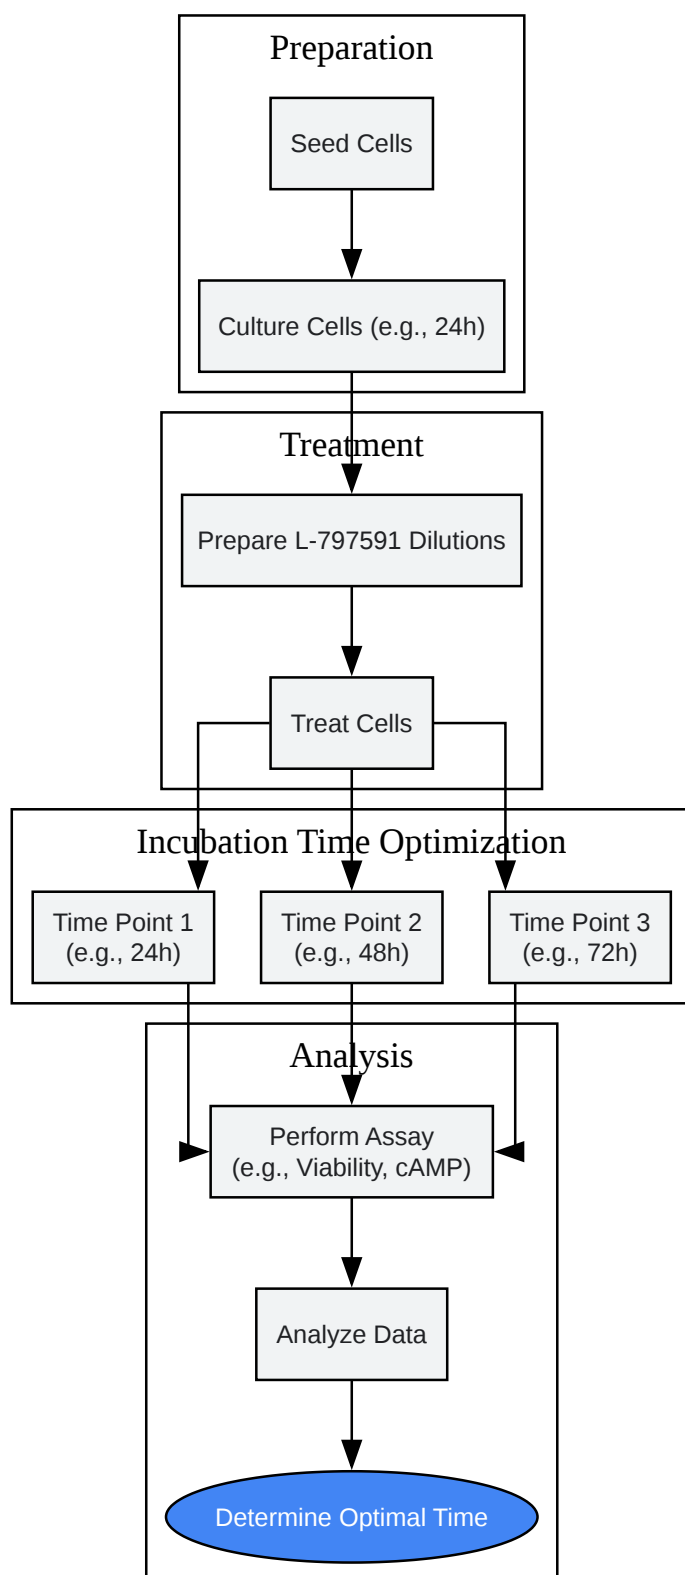 Preparation
Seed Cells
Culture Cells (e.g., 24h)
Treatment
Prepare L-797591 Dilutions
Treat Cells
Incubation Time Optimization
Time Point 1
(e.g., 24h)
Time Point 2
(e.g., 48h)
Time Point 3
(e.g., 72h)
Analysis
Perform Assay
(e.g., Viability, cAMP)
Analyze Data
Determine Optimal Time